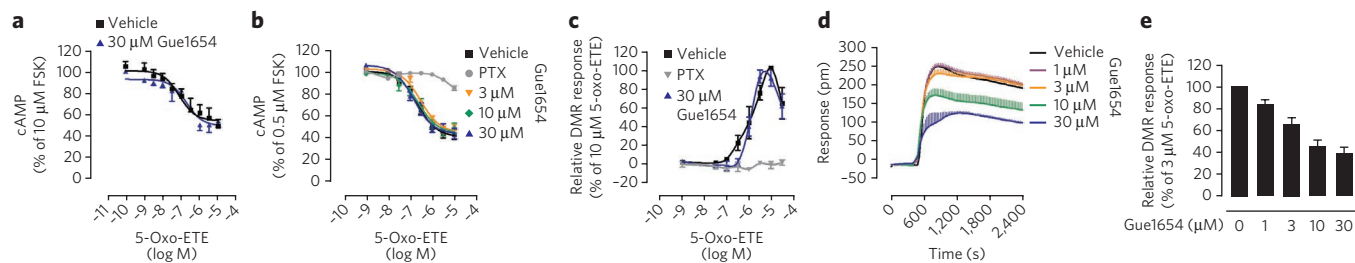 a
Vehicle
30 µM Gue1654
cAMP
(% of 10 µM FSK)
120
100
80
60
40
20
0
-11
-10
-9
-8
-7
-6
-5
-4
5-Oxo-ETE
(log M)
b
Vehicle
PTX
3 µM
10 µM
30 µM
Gue1654
cAMP
(% of 0.5 µM FSK)
120
100
80
60
40
20
0
-10
-9
-8
-7
-6
-5
-4
5-Oxo-ETE
(log M)
c
Vehicle
PTX
30 µM
Gue1654
Relative DMR response
(% of 10 µM 5-oxo-ETE)
120
100
80
60
40
20
0
-20
-10
-9
-8
-7
-6
-5
-4
5-Oxo-ETE
(log M)
d
Vehicle
1 µM
3 µM
10 µM
30 µM
Gue1654
Response (pm)
300
250
200
150
100
50
0
-50
0
600
1,200
1,800
2,400
Time (s)
e
Relative DMR response
(% of 3 µM 5-oxo-ETE)
120
100
80
60
40
20
0
Gue1654 (µM)
0 1 3 10 30